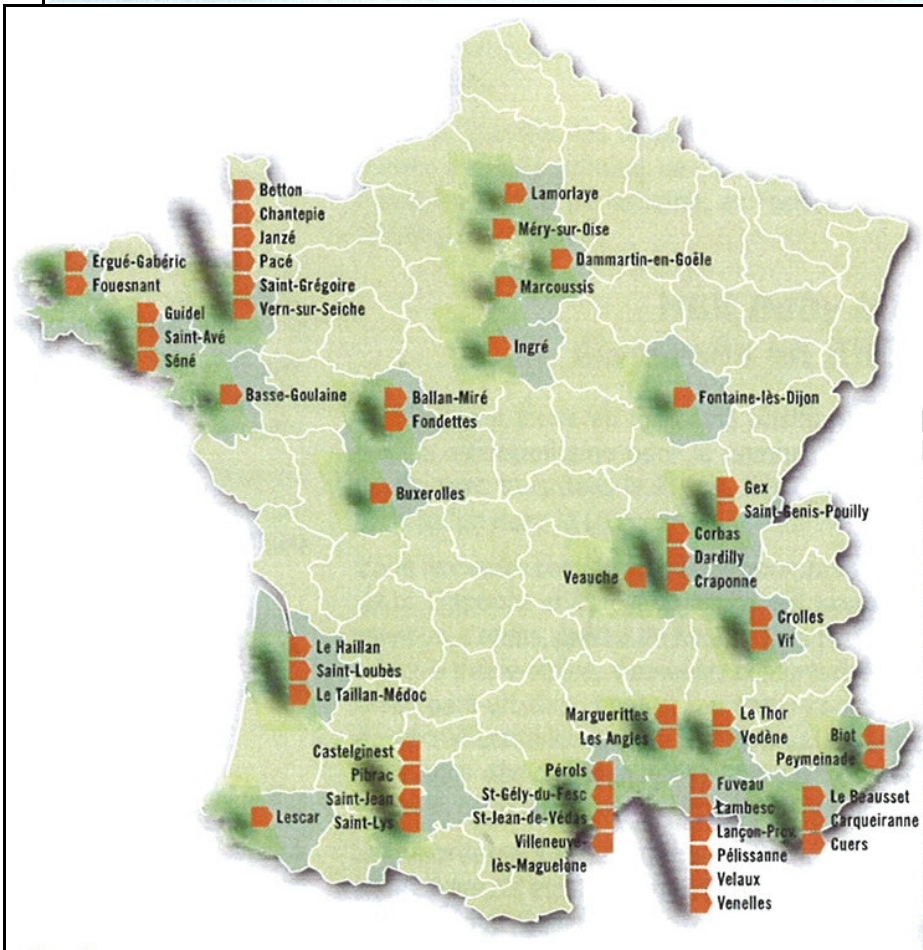 Betton
Chantepie
Janzé
Pacé
Saint-Grégoire
Vern-sur-Seiche
Ergué-Gabéric
Fouesnant
Guidel
Saint-Avé
Séné
Basse-Goulaine
Lamorlaye
Méry-sur-Oise
Dammartin-en-Goële
Marcoussis
Ingré
Ballan-Miré
Fondettes
Fontaine-lès-Dijon
Buxerolles
Gex
Saint-Genis-Pouilly
Corbas
Dardilly
Craponne
Veauche
Crolles
Vif
Le Haillan
Saint-Loubès
Le Taillan-Médoc
Castelginest
Pibrac
Saint-Jean
Saint-Lys
Lescar
Marguerittes
Les Angles
Le Thor
Vedène
Biot
Peymeinade
Pérols
St-Gély-du-Fesc
St-Jean-de-Védas
Villeneuve-
lès-Maguelone
Fuveau
Lambesc
Lançon-Prov.
Pélissanne
Velaux
Venelles
Le Beausset
Carqueiranne
Cuers